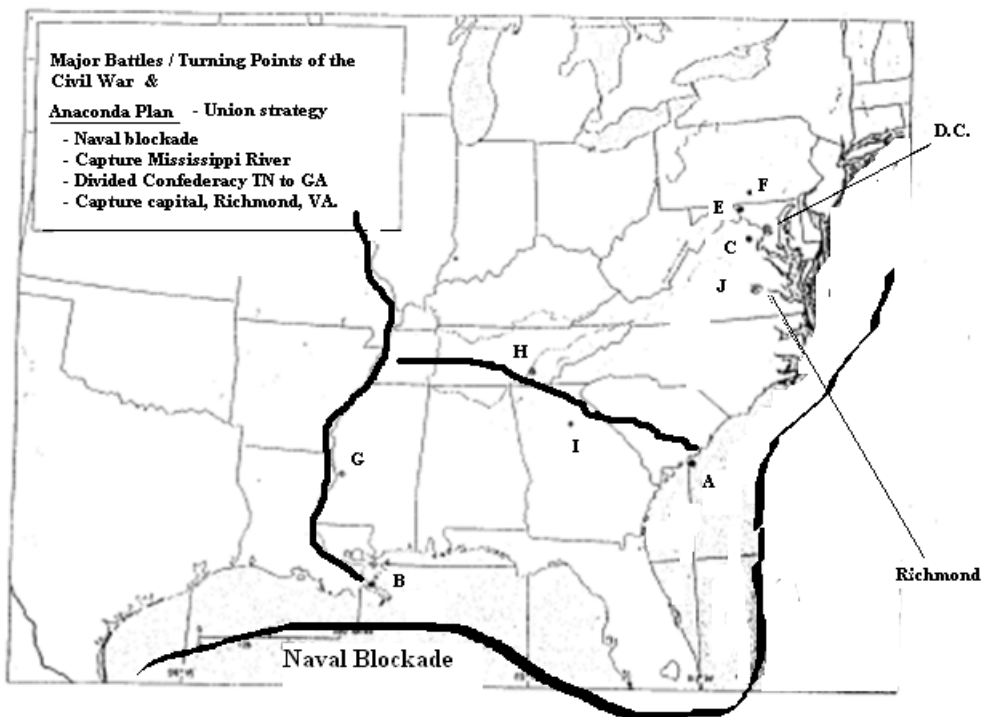 Major Battles / Turning Points of the
Civil War &
Anaconda Plan - Union strategy
- Naval blockade
- Capture Mississippi River
- Divided Confederacy TN to GA
- Capture capital, Richmond, VA.
D.C.
F
E
C
J
H
I
G
A
B
Richmond
Naval Blockade